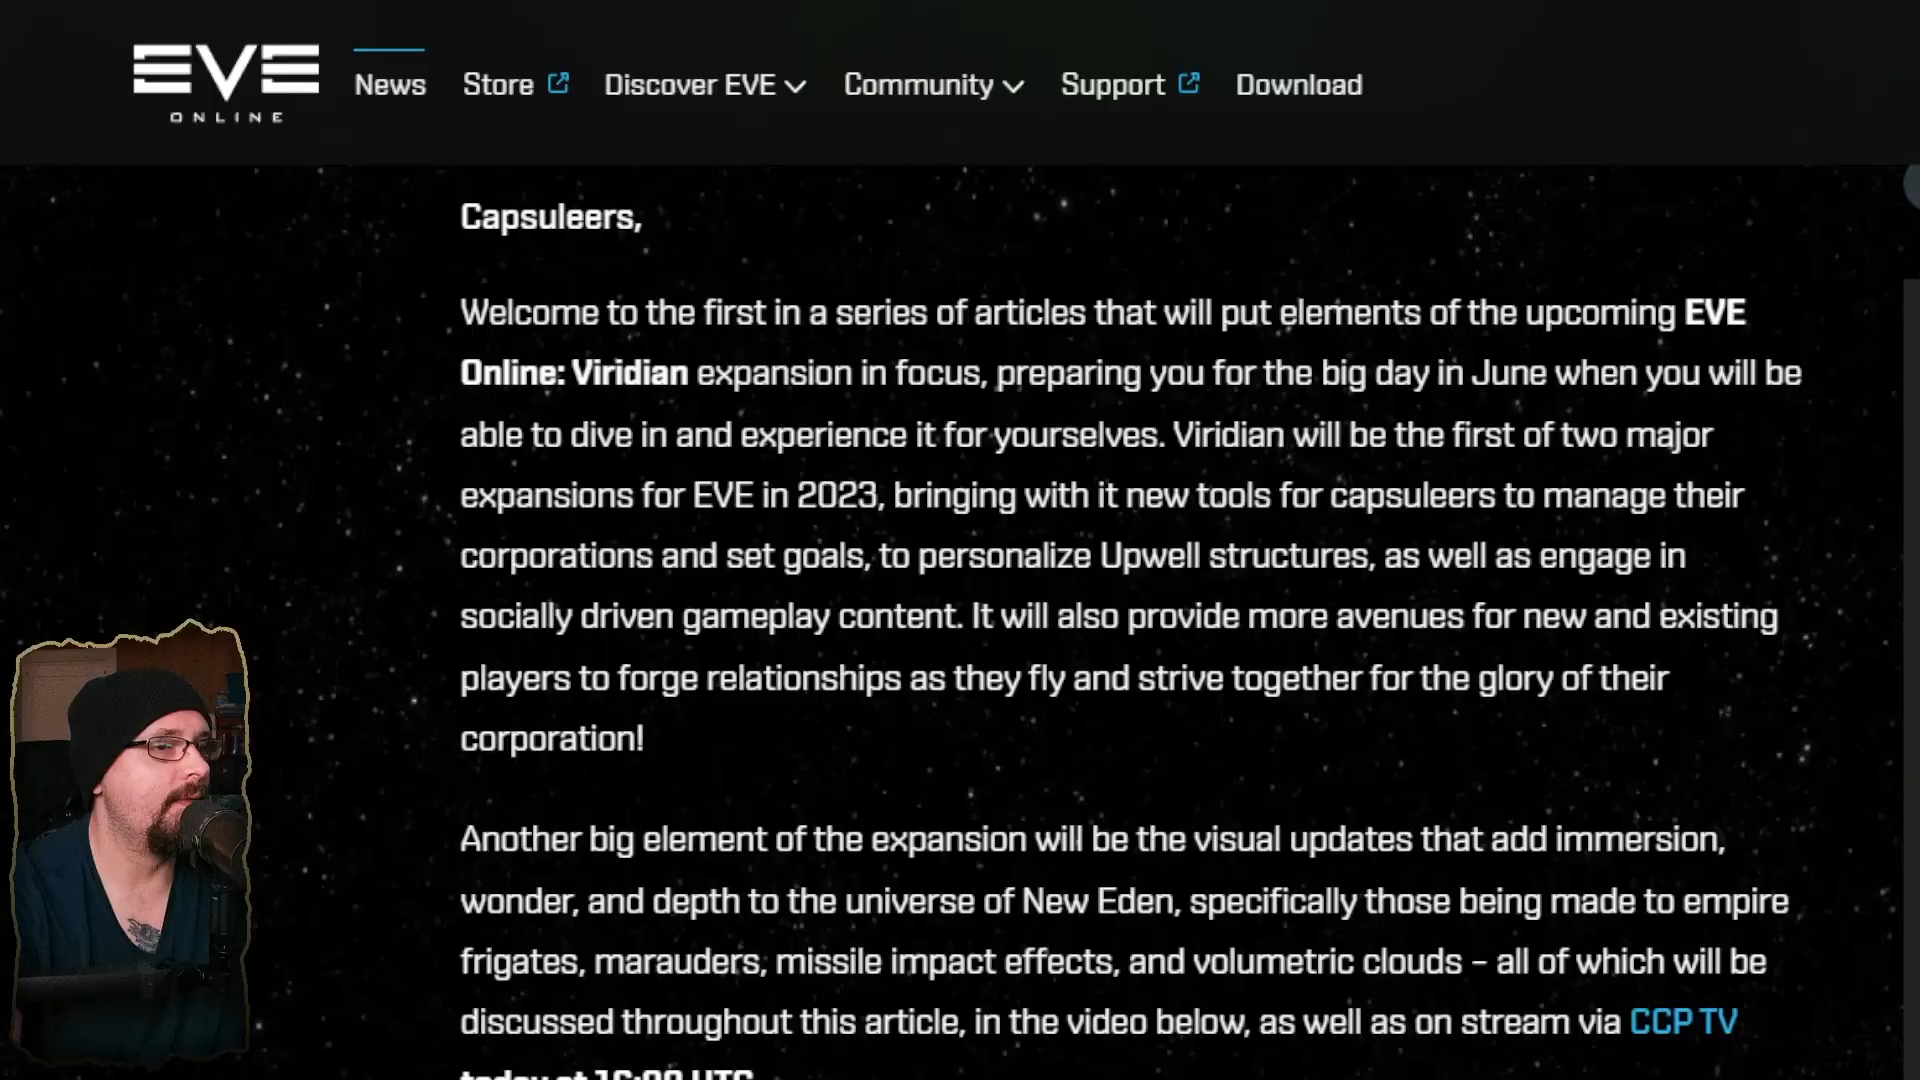 EVE
ONLINE
News Store Discover EVE Community Support Download
Capsuleers,
Welcome to the first in a series of articles that will put elements of the upcoming EVE
Online: Viridian expansion in focus, preparing you for the big day in June when you will be
able to dive in and experience it for yourselves. Viridian will be the first of two major
expansions for EVE in 2023, bringing with it new tools for capsuleers to manage their
corporations and set goals, to personalize Upwell structures, as well as engage in
socially driven gameplay content. It will also provide more avenues for new and existing
players to forge relationships as they fly and strive together for the glory of their
corporation!
Another big element of the expansion will be the visual updates that add immersion,
wonder, and depth to the universe of New Eden, specifically those being made to empire
frigates, marauders, missile impact effects, and volumetric clouds – all of which will be
discussed throughout this article, in the video below, as well as on stream via CCP TV
today at UTC